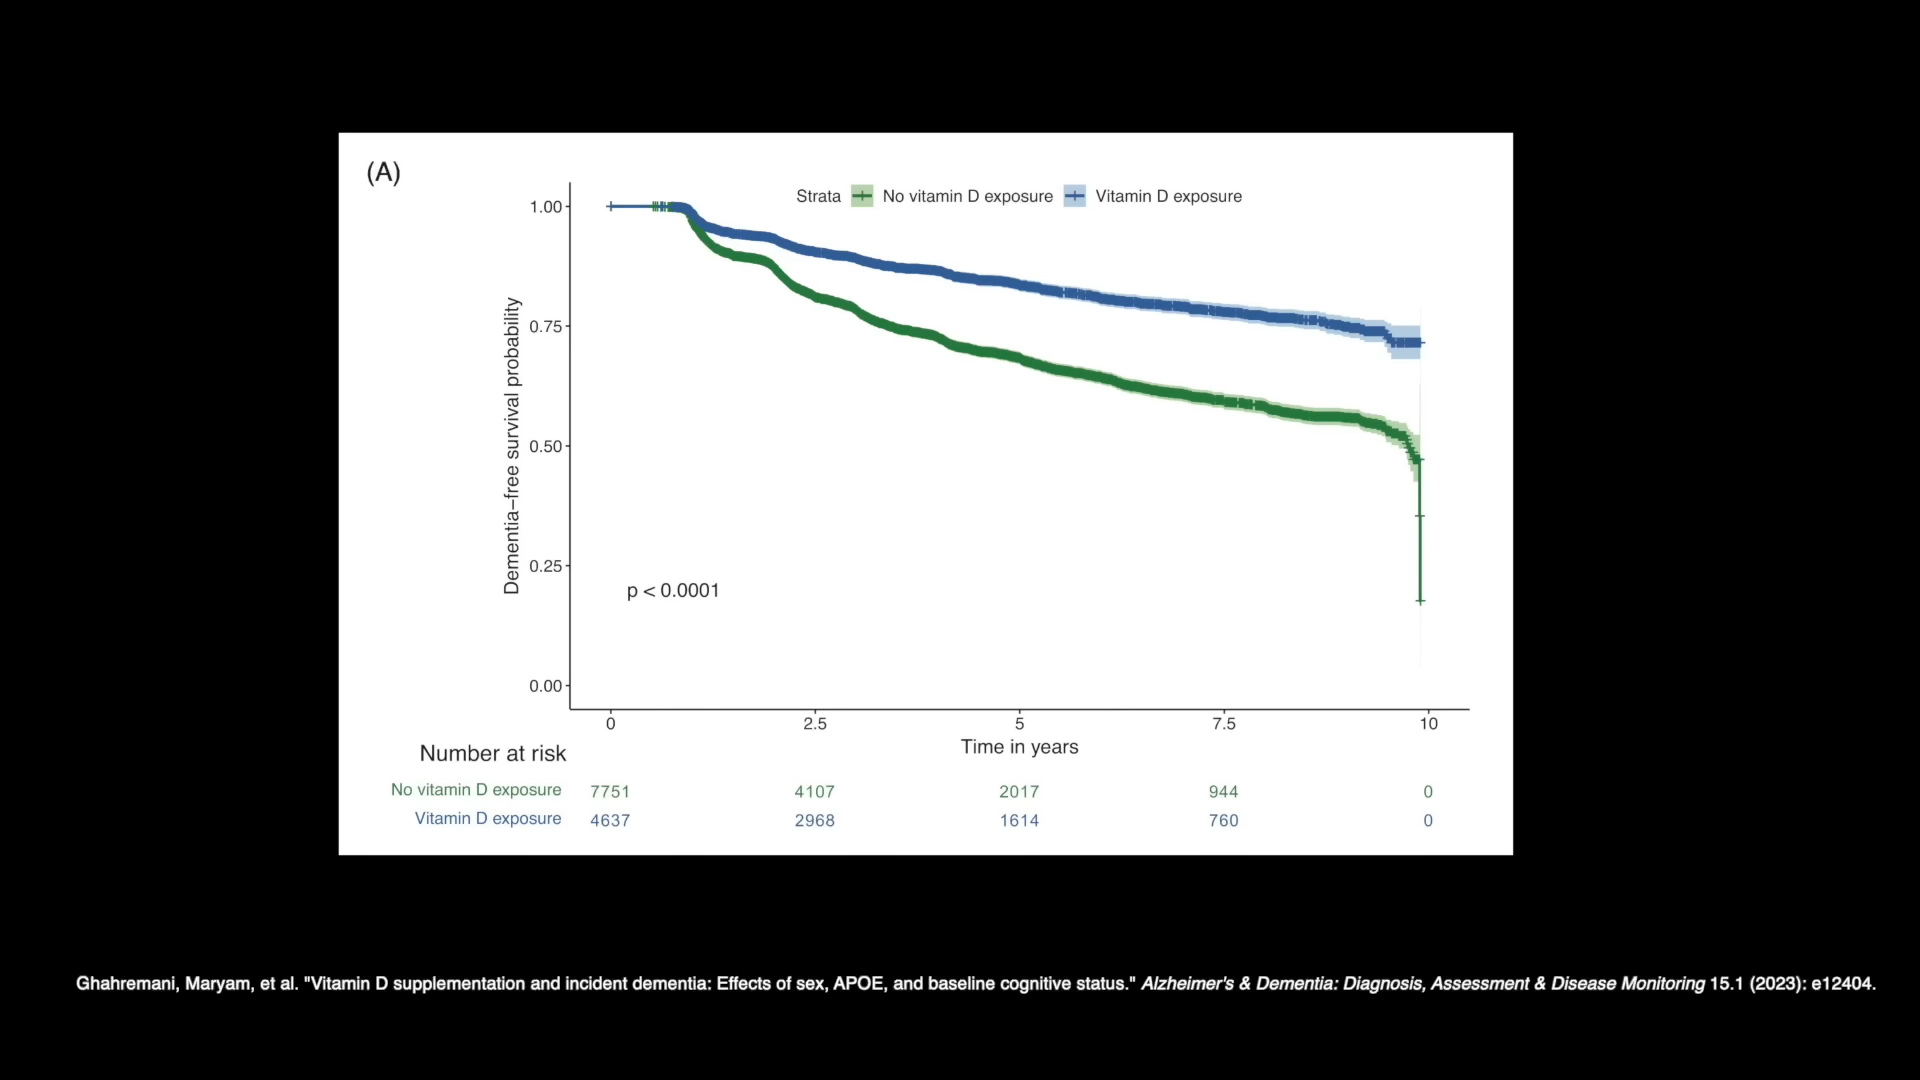 (A)
Strata No vitamin D exposure Vitamin D exposure
1.00
0.75
0.50
0.25
0.00
Dementia–free survival probability
p < 0.0001
0 2.5 5 7.5 10
Time in years
Number at risk
No vitamin D exposure 7751 4107 2017 944 0
Vitamin D exposure 4637 2968 1614 760 0
Ghahremani, Maryam, et al. "Vitamin D supplementation and incident dementia: Effects of sex, APOE, and baseline cognitive status." Alzheimer's & Dementia: Diagnosis, Assessment & Disease Monitoring 15.1 (2023): e12404.